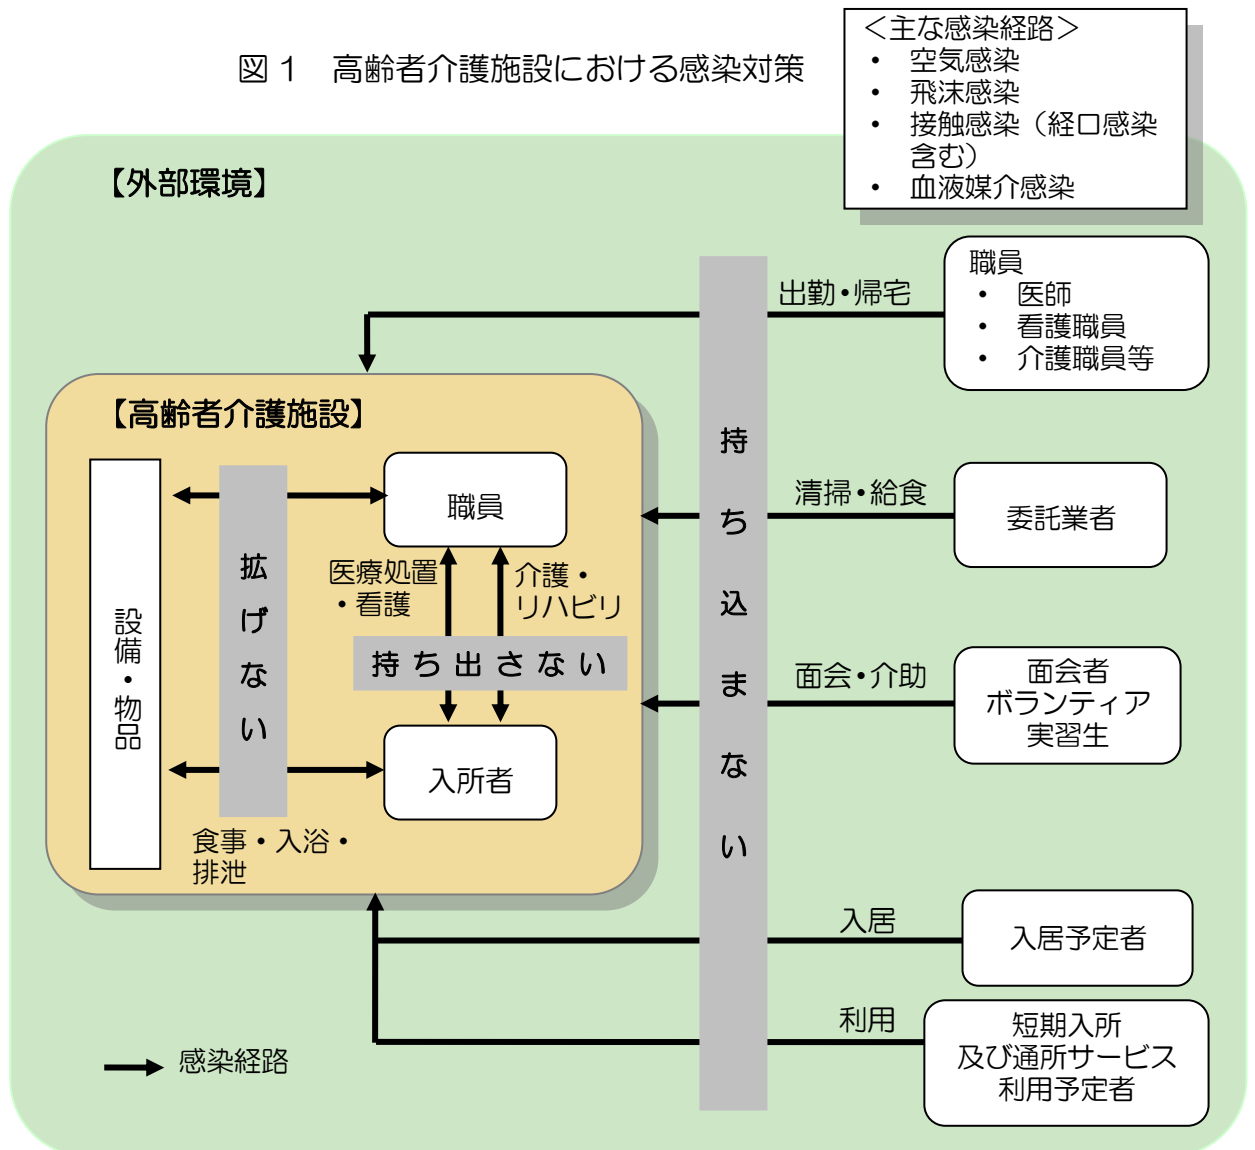 図１　高齢者介護施設における感染対策
＜主な感染経路＞
・　空気感染
・　飛沫感染
・　接触感染（経口感染
含む）
・　血液媒介感染
【外部環境】
職員
・　医師
・　看護職員
・　介護職員等
出勤・帰宅
持ち込まない
清掃・給食
委託業者
面会・介助
面会者
ボランティア
実習生
入居
入居予定者
利用
短期入所
及び通所サービス
利用予定者
【高齢者介護施設】
設備・物品
拡げない
職員
医療処置
・看護
介護・
リハビリ
持ち出さない
入所者
食事・入浴・
排泄
感染経路